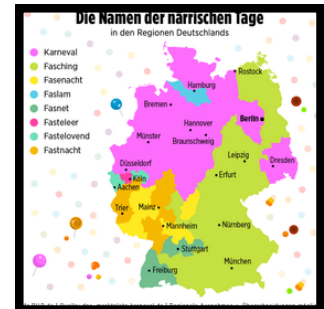 Die Namen der närrischen Tage
in den Regionen Deutschlands
Karneval
Fasching
Fasenacht
Faslam
Fasnet
Fasteleer
Fastelovend
Fastnacht
Rostock
Hamburg
Bremen
Berlin
Hannover
Münster
Braunschweig
Leipzig
Düsseldorf
Dresden
Köln
Erfurt
Aachen
Trier
Mainz
Mannheim
Nürnberg
Stuttgart
München
Freiburg